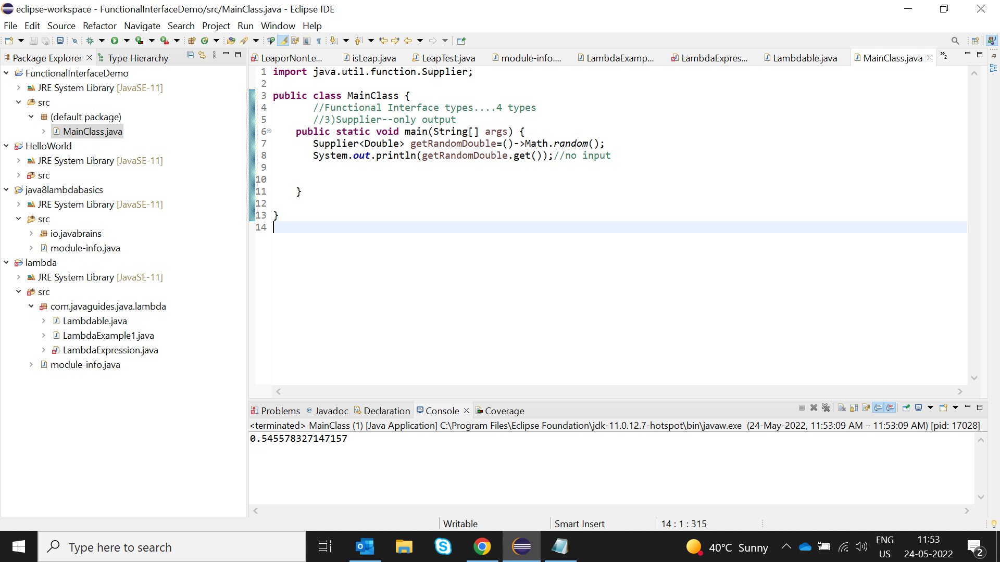 eclipse-workspace - FunctionalInterfaceDemo/src/MainClass.java - Eclipse IDE
File Edit Source Refactor Navigate Search Project Run Window Help
Package Explorer Type Hierarchy
FunctionalInterfaceDemo
JRE System Library [JavaSE-11]
src
(default package)
MainClass.java
HelloWorld
JRE System Library [JavaSE-11]
src
java8lambdabasics
JRE System Library [JavaSE-11]
src
io.javabrains
module-info.java
lambda
JRE System Library [JavaSE-11]
src
com.javaguides.java.lambda
Lambdable.java
LambdaExample1.java
LambdaExpression.java
module-info.java
LeaporNonLe... isLeap.java LeapTest.java module-info.... LambdaExamp... LambdaExpres... Lambdable.java MainClass.java »2
1 import java.util.function.Supplier;
2
3 public class MainClass {
4 //Functional Interface types....4 types
5 //3)Supplier--only output
6 public static void main(String[] args) {
7 Supplier<Double> getRandomDouble=()->Math.random();
8 System.out.println(getRandomDouble.get());//no input
9
10
11 }
12
13 }
14
Problems Javadoc Declaration Console Coverage
<terminated> MainClass (1) [Java Application] C:\Program Files\Eclipse Foundation\jdk-11.0.12.7-hotspot\bin\javaw.exe (24-May-2022, 11:53:09 AM – 11:53:09 AM) [pid: 17028]
0.545578327147157
Writable Smart Insert 14 : 1 : 315
Type here to search
40°C Sunny
ENG
US
11:53
24-05-2022
2